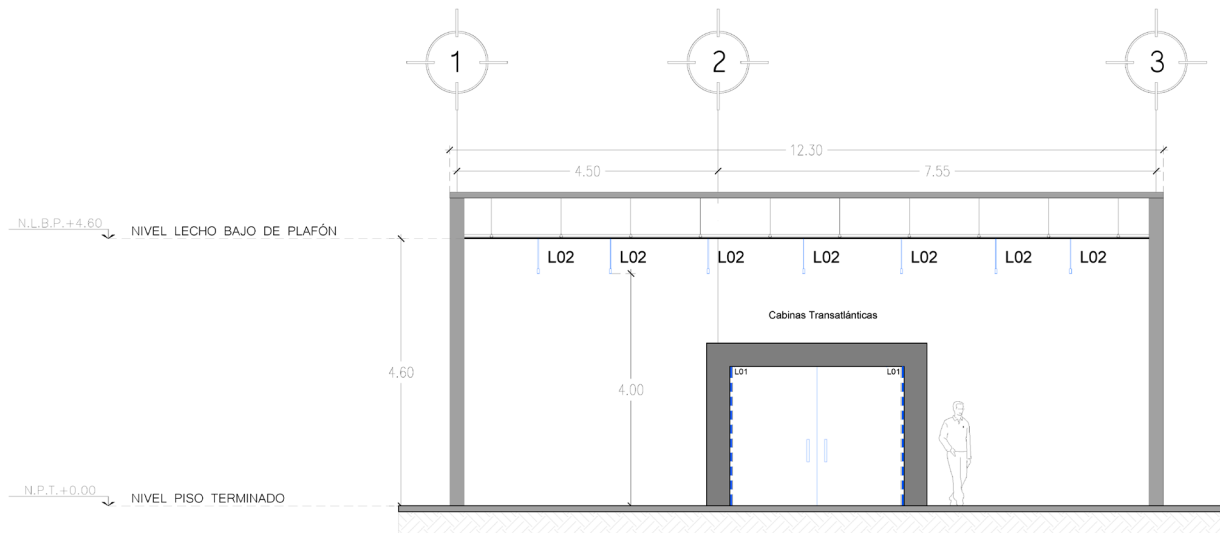 1 2 3
12.30
4.50 7.55
N.L.B.P.+4.60 NIVEL LECHO BAJO DE PLAFÓN
L02 L02 L02 L02 L02 L02 L02
Cabinas Transatlánticas
4.60
L01 L01
4.00
N.P.T.+0.00 NIVEL PISO TERMINADO